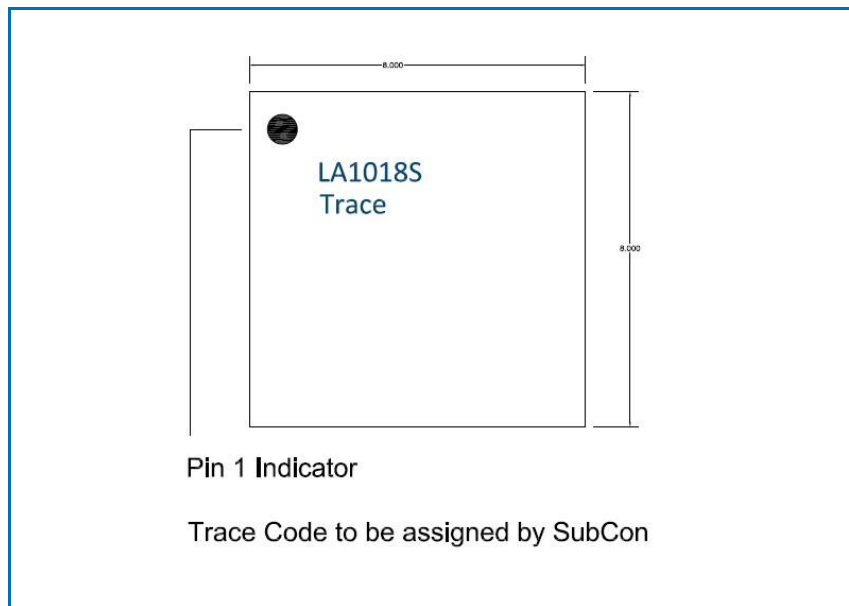 8.000
LA1018S
Trace
8.000
Pin 1 Indicator
Trace Code to be assigned by SubCon